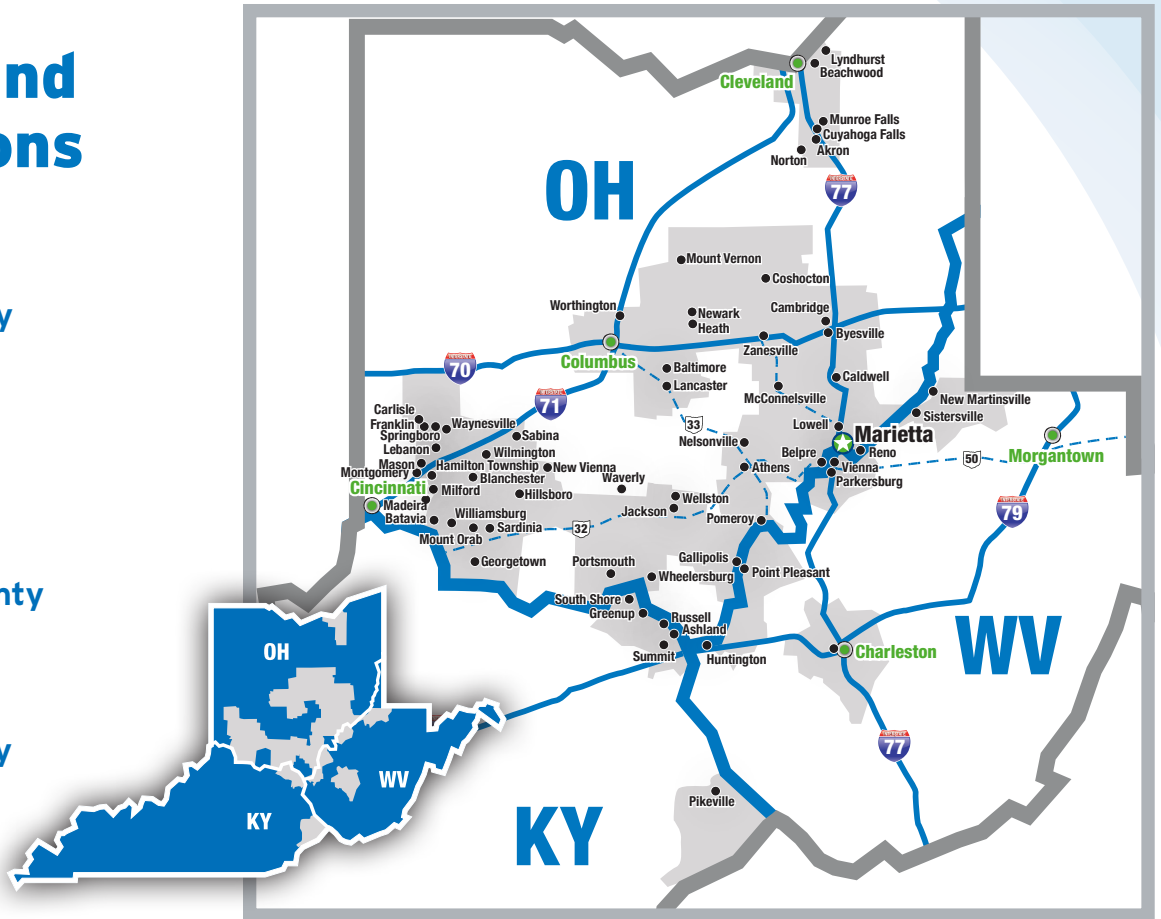 nd
ons
y
nty
y
Lyndhurst
Beachwood
Cleveland
Munroe Falls
Cuyahoga Falls
Akron
Norton
OH
77
Mount Vernon
Coshocton
Worthington
Newark
Heath
Cambridge
Byesville
Zanesville
Columbus
70
71
Baltimore
Lancaster
McConnelsville
Caldwell
New Martinsville
Sistersville
33
Lowell
Marietta
Nelsonville
Reno
Belpre
Vienna
Parkersburg
Athens
50
Morgantown
79
Carlisle
Franklin
Waynesville
Springboro
Sabina
Lebanon
Wilmington
Mason
Hamilton Township
New Vienna
Montgomery
Blanchester
Waverly
Cincinnati
Milford
Hillsboro
Wellston
Jackson
Madeira
Batavia
Williamsburg
Sardinia
32
Pomeroy
Mount Orab
Georgetown
Portsmouth
Gallipolis
Wheelersburg
Point Pleasant
South Shore
Greenup
Russell
Ashland
Summit
Huntington
Charleston
WV
77
Pikeville
KY
OH
WV
KY